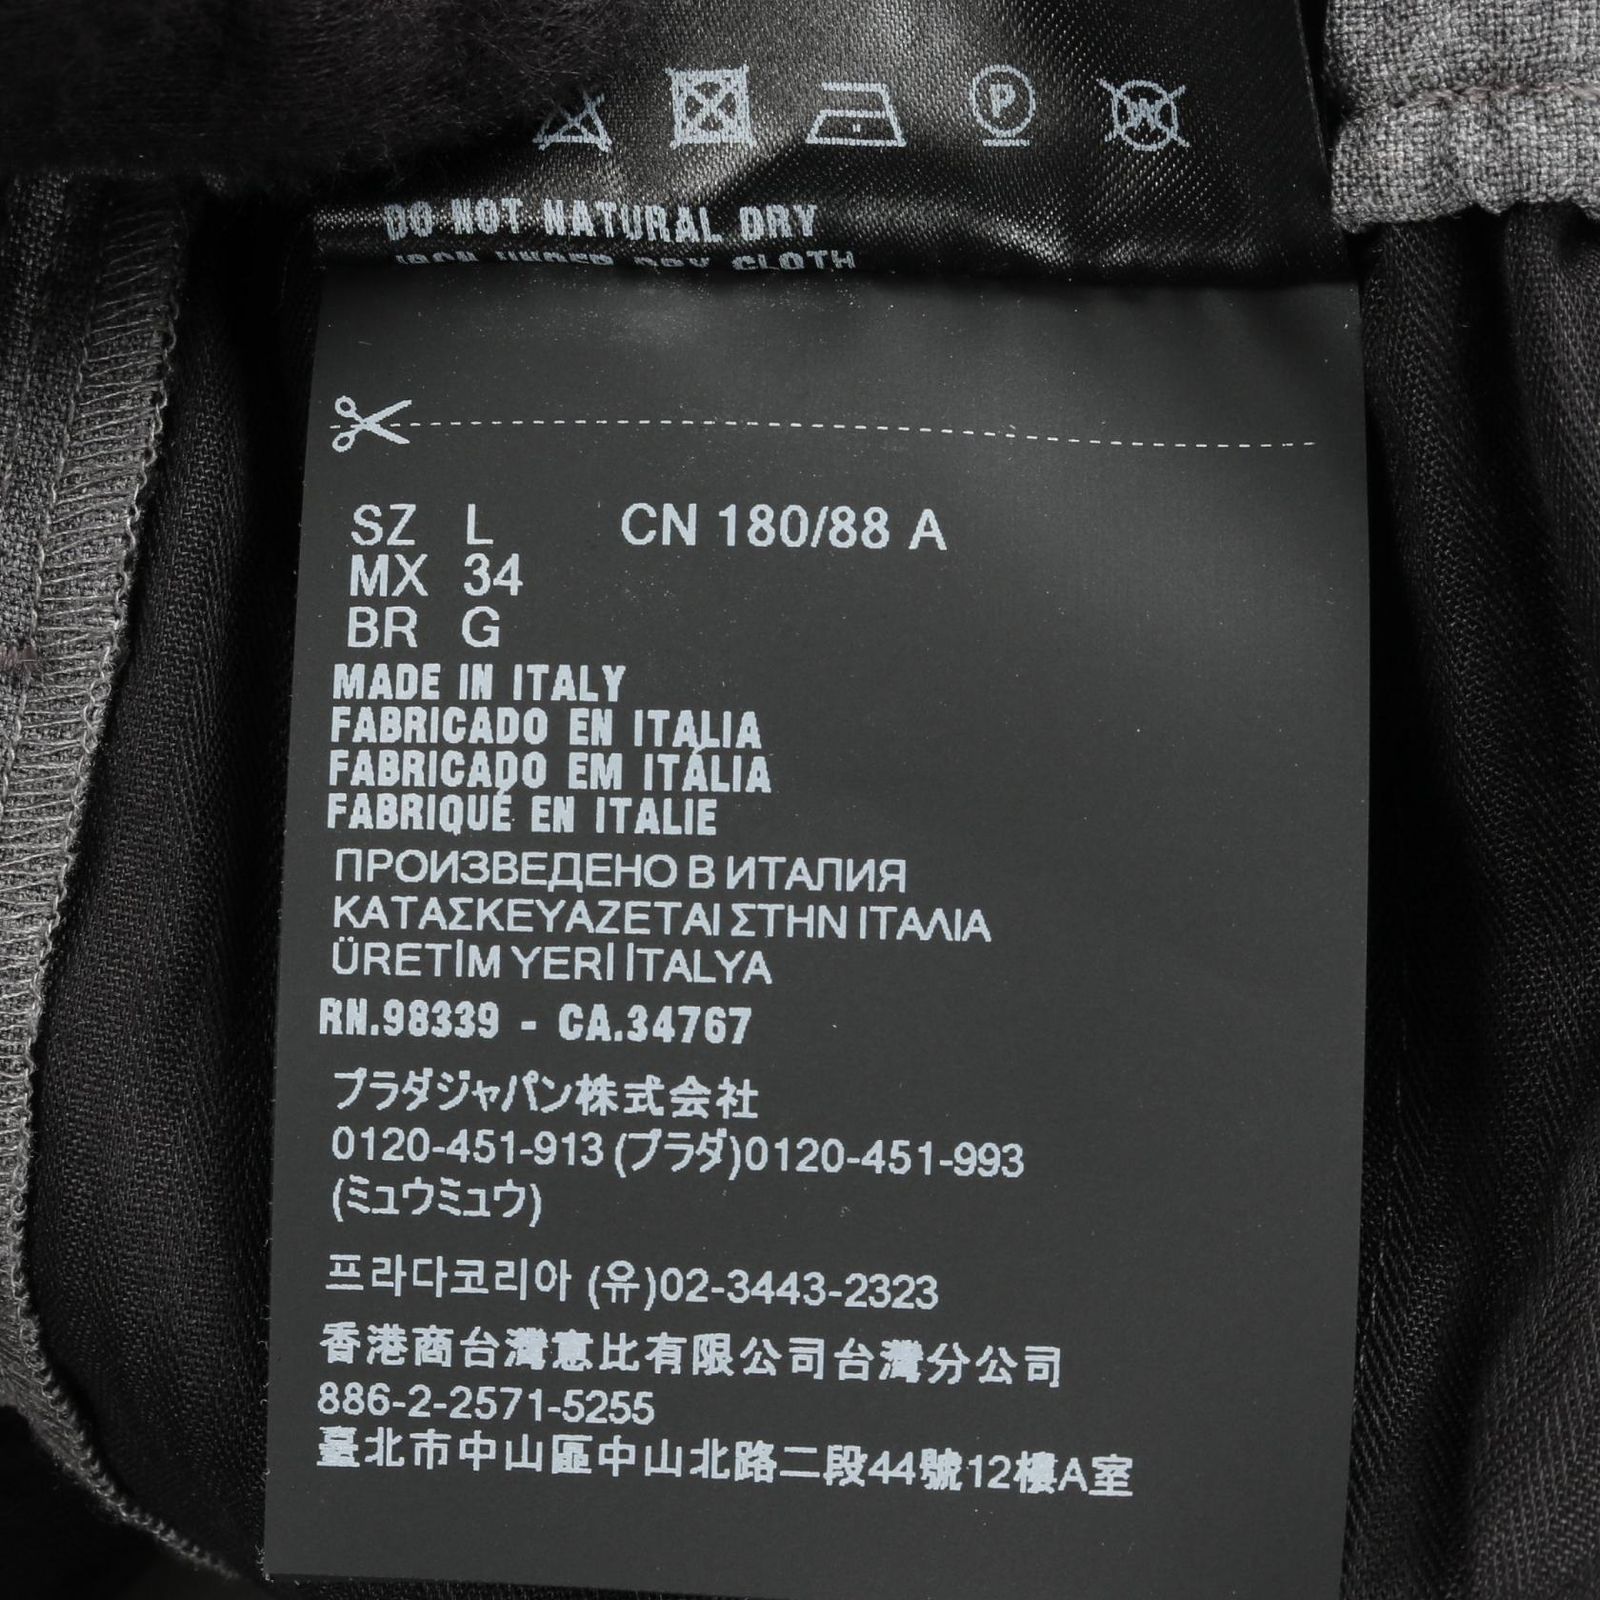 DO NOT NATURAL DRY
IRON UNDER DRY CLOTH
SZ L CN 180/88 A
MX 34
BR G
MADE IN ITALY
FABRICADO EN ITALIA
FABRICADO EM ITÁLIA
FABRIQUÉ EN ITALIE
ПРОИЗВЕДЕНО В ИТАЛИЯ
ΚΑΤΑΣΚΕΥΑΖΕΤΑΙ ΣΤΗΝ ΙΤΑΛΙΑ
ÜRETİM YERİ İTALYA
RN.98339 - CA.34767
プラダジャパン株式会社
0120-451-913 (プラダ)0120-451-993
(ミュウミュウ)
프라다코리아 (유)02-3443-2323
香港商台灣意比有限公司台灣分公司
886-2-2571-5255
臺北市中山區中山北路二段44號12樓A室